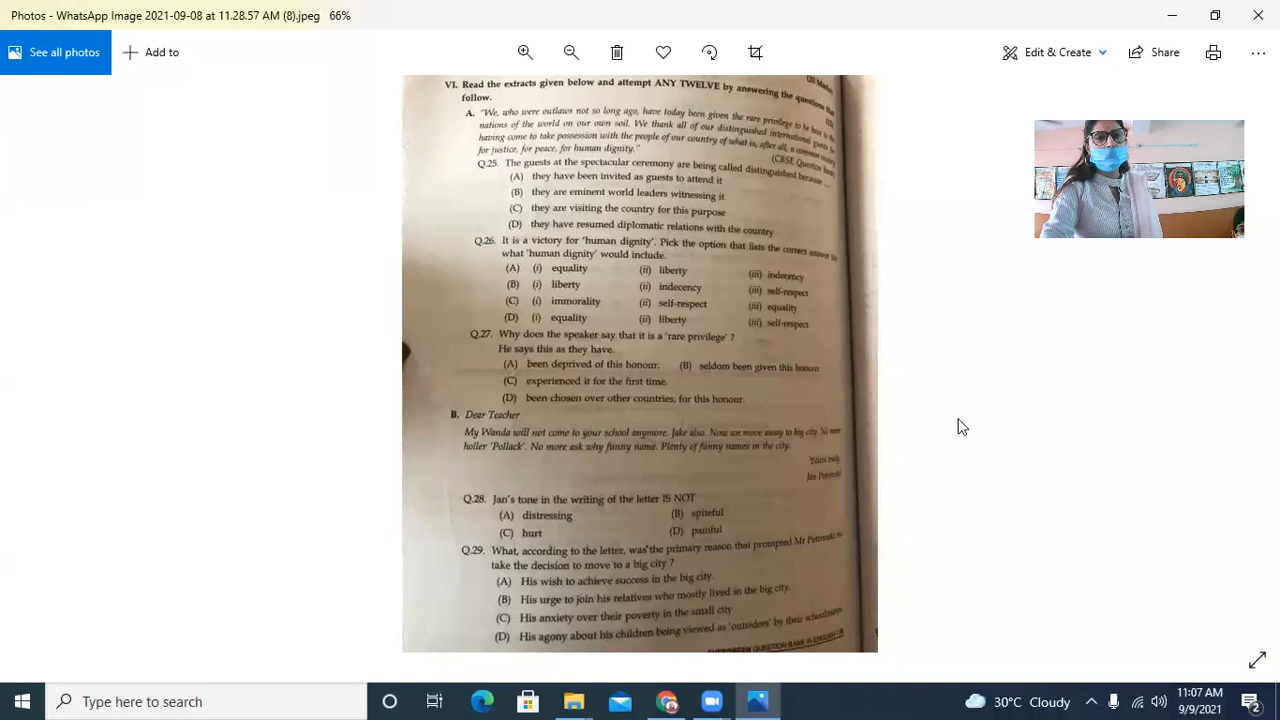 Photos - WhatsApp Image 2021-09-08 at 11.28.57 AM (8).jpeg 66%
See all photos
Add to
Edit & Create
Share
VI. Read the extracts given below and attempt ANY TWELVE by answering the questions that
follow.
A. "We, who were outlaws not so long ago, have today been given the rare privilege to be host to the
nations of the world on our own soil. We thank all of our distinguished international guests for
having come to take possession with the people of our country of what is, after all, a common victory
for justice, for peace, for human dignity."
(CBSE Question Bank)
Q.25. The guests at the spectacular ceremony are being called distinguished because ....
(A) they have been invited as guests to attend it
(B) they are eminent world leaders witnessing it
(C) they are visiting the country for this purpose
(D) they have resumed diplomatic relations with the country
Q.26. It is a victory for 'human dignity'. Pick the option that lists the correct answer for
what 'human dignity' would include.
(A) (i) equality (ii) liberty (iii) indecency
(B) (i) liberty (ii) indecency (iii) self-respect
(C) (i) immorality (ii) self-respect (iii) equality
(D) (i) equality (ii) liberty (iii) self-respect
Q.27. Why does the speaker say that it is a 'rare privilege' ?
He says this as they have.
(A) been deprived of this honour. (B) seldom been given this honour
(C) experienced it for the first time.
(D) been chosen over other countries, for this honour.
B. Dear Teacher
My Wanda will not come to your school anymore. Jake also. Now we move away to big city. No more
holler 'Pollack'. No more ask why funny name. Plenty of funny names in the city.
Yours truly,
Jan Petronski
Q.28. Jan's tone in the writing of the letter IS NOT
(A) distressing (B) spiteful
(C) hurt (D) painful
Q.29. What, according to the letter, was the primary reason that prompted Mr Petronski to
take the decision to move to a big city ?
(A) His wish to achieve success in the big city.
(B) His urge to join his relatives who mostly lived in the big city.
(C) His anxiety over their poverty in the small city
(D) His agony about his children being viewed as 'outsiders' by their schoolmates
EVERGREEN QUESTION BANK IN ENGLISH
Type here to search
30°C Cloudy
11:07 AM
9/9/2021
2